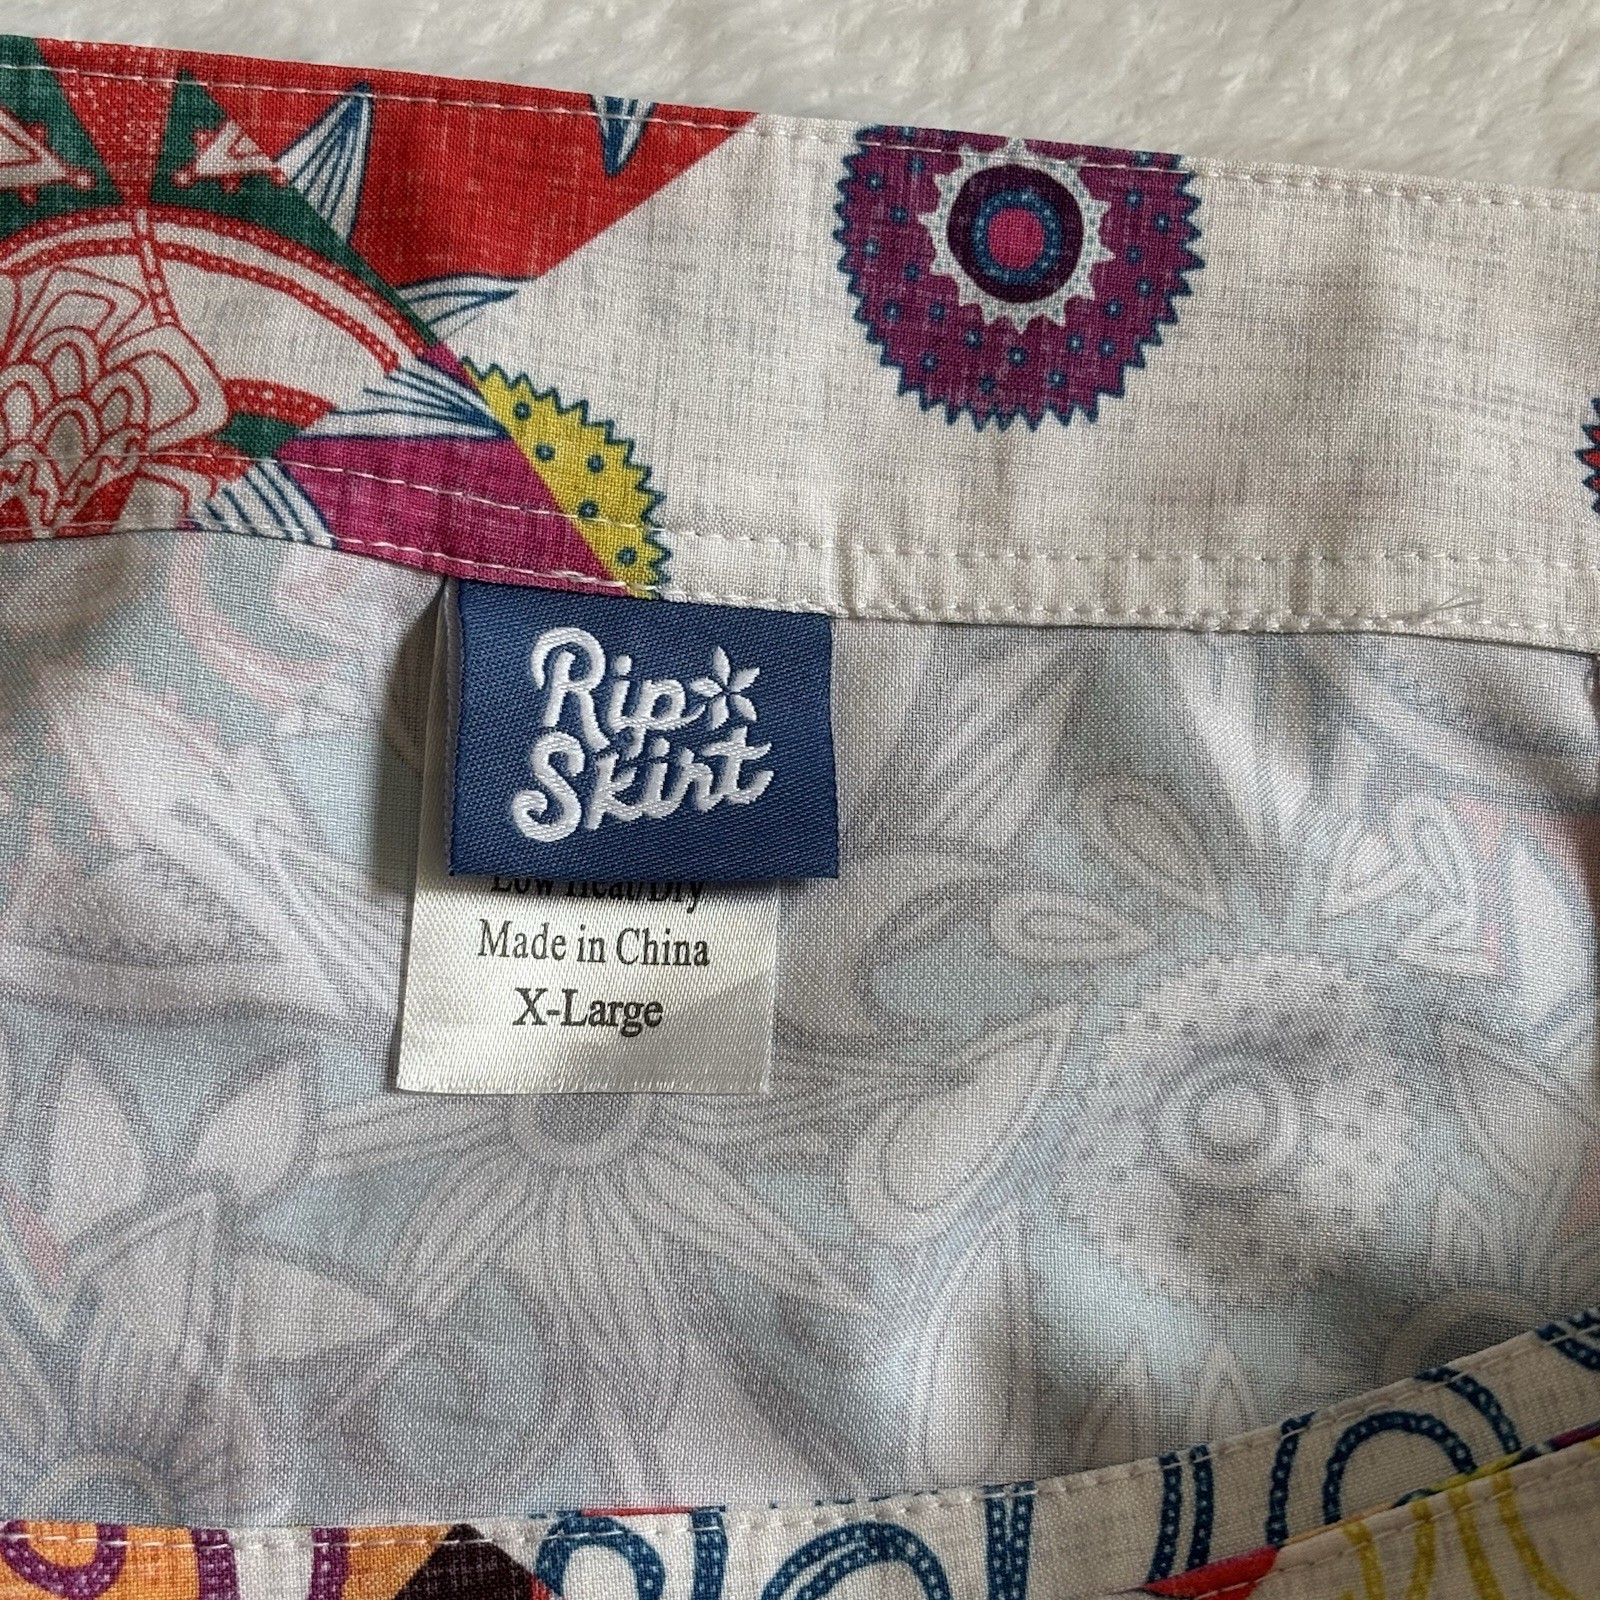 Rip
Skirt
Low Heat/Dry
Made in China
X-Large